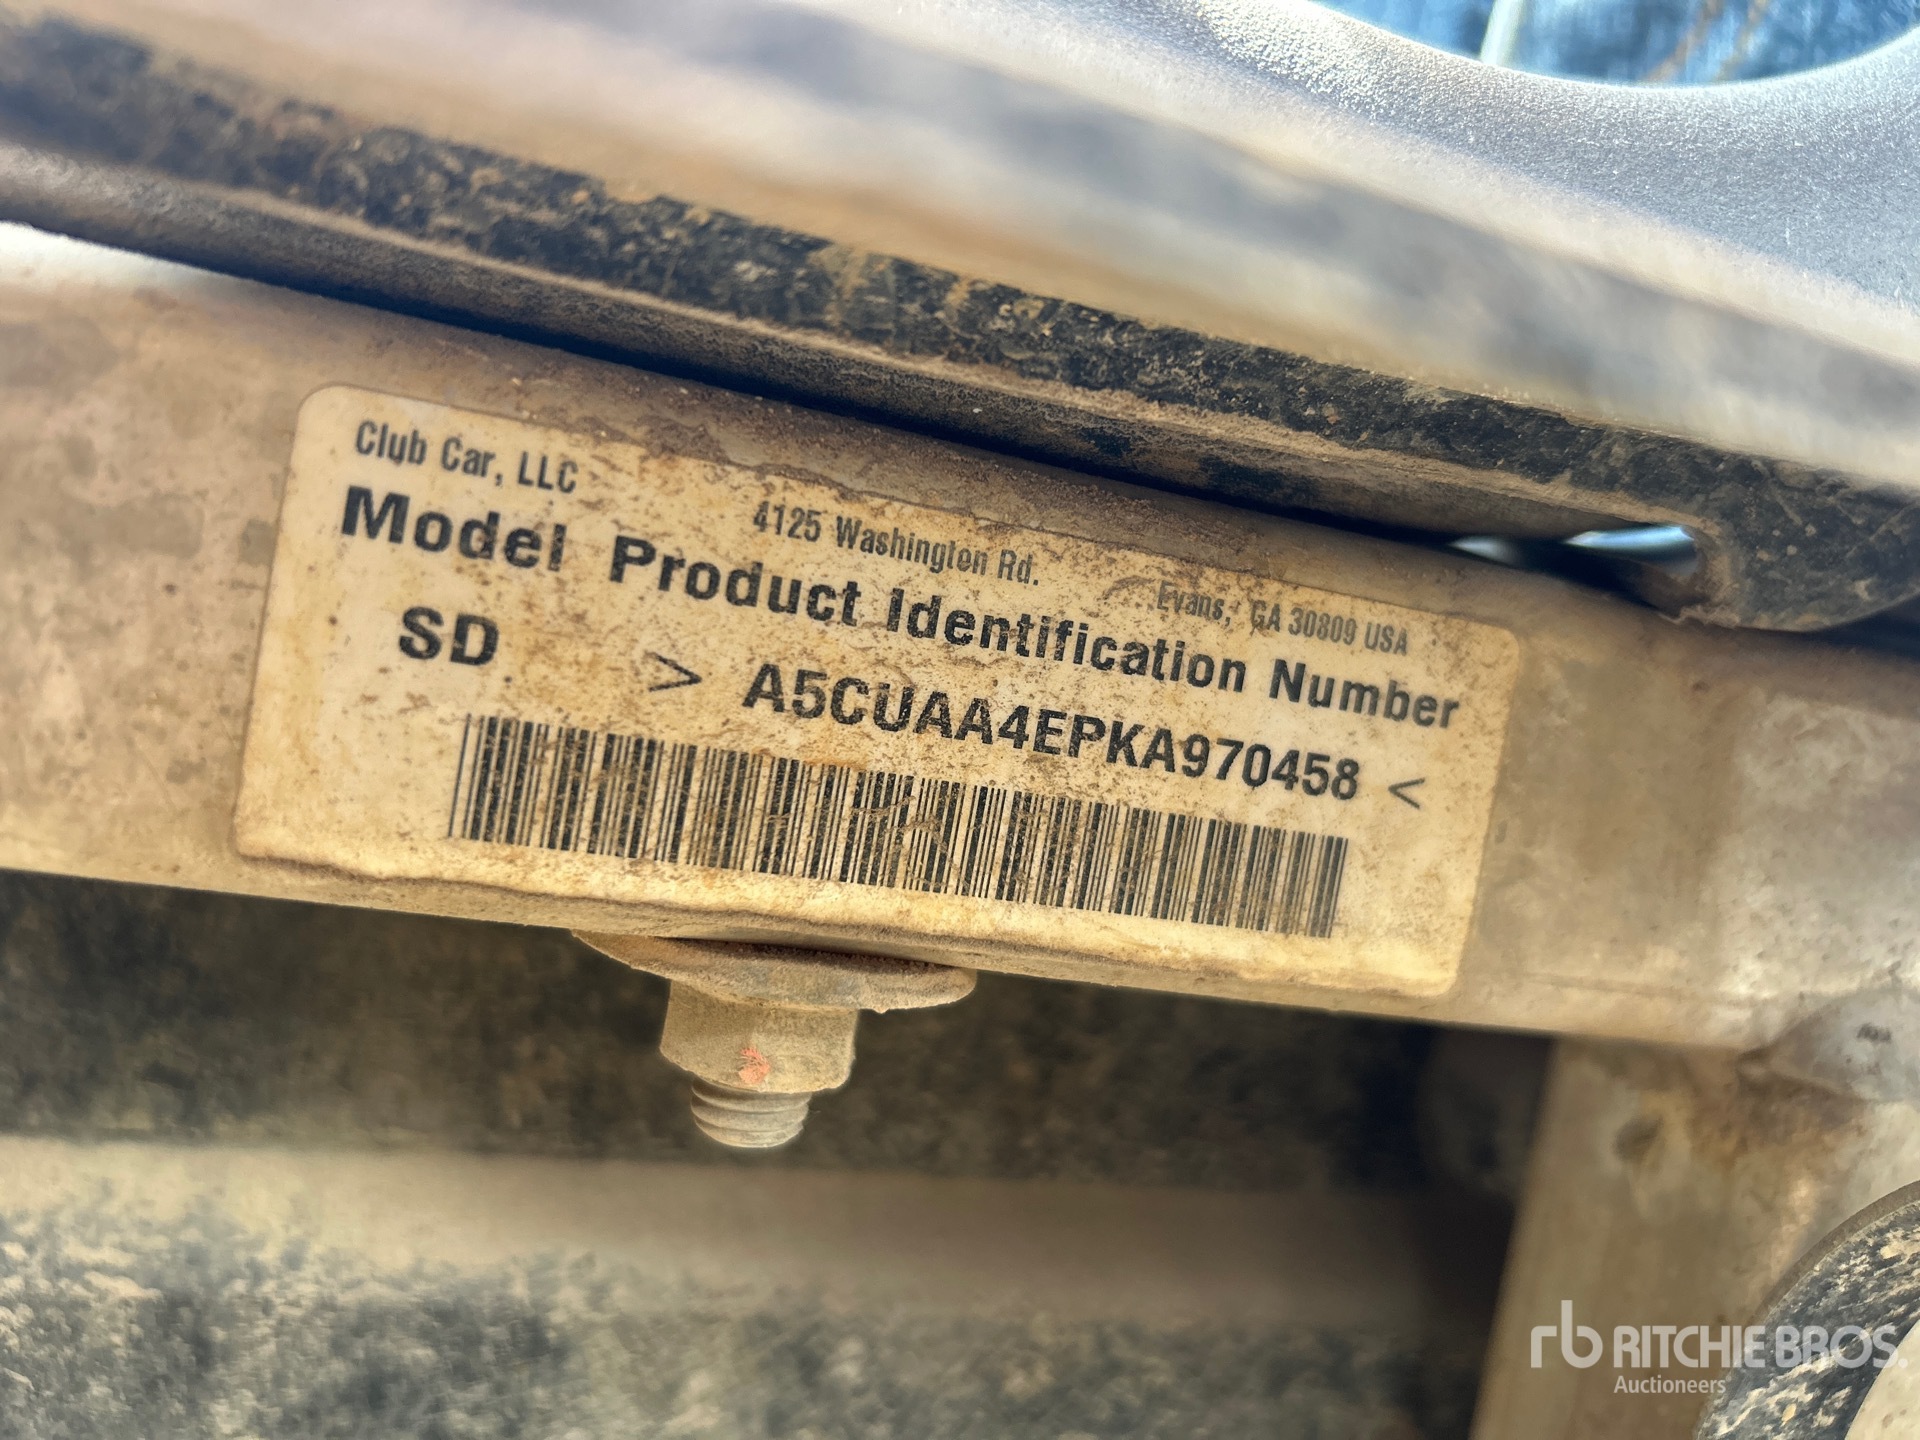 Club Car, LLC 4125 Washington Rd. Evans, GA 30809 USA
Model Product Identification Number
SD > A5CUAA4EPKA970458 <
rb RITCHIE BROS.
Auctioneers